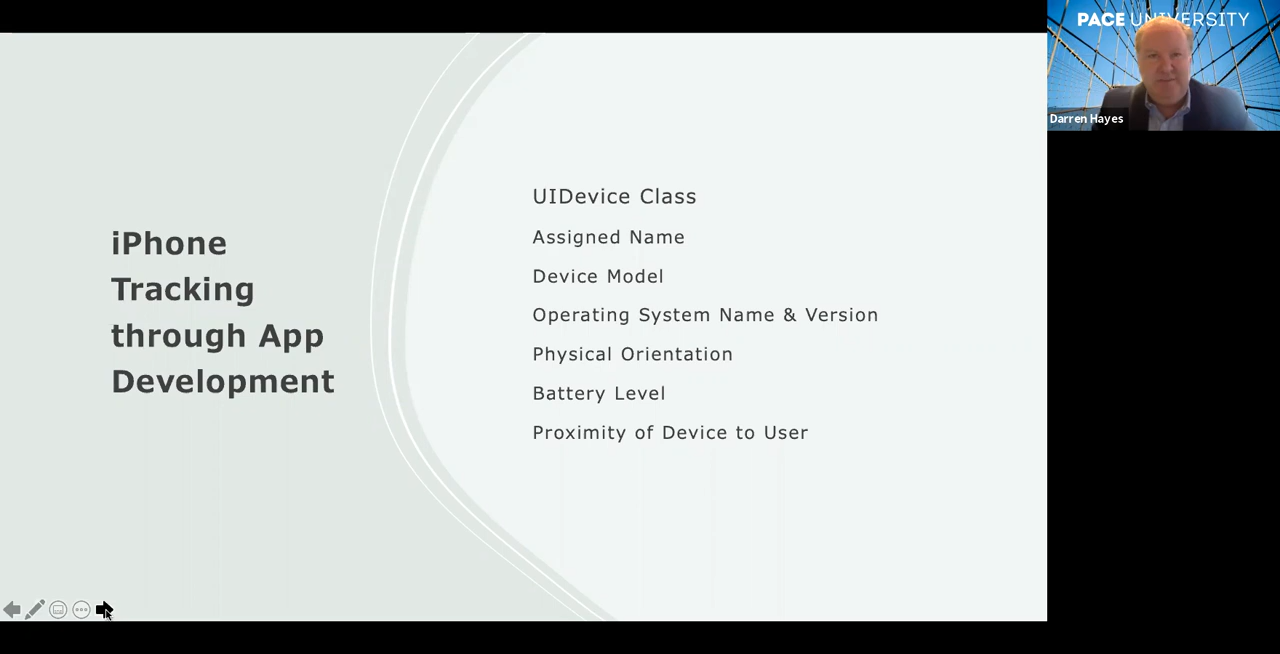 iPhone
Tracking
through App
Development
UIDevice Class
Assigned Name
Device Model
Operating System Name & Version
Physical Orientation
Battery Level
Proximity of Device to User
PACE UNIVERSITY
Darren Hayes